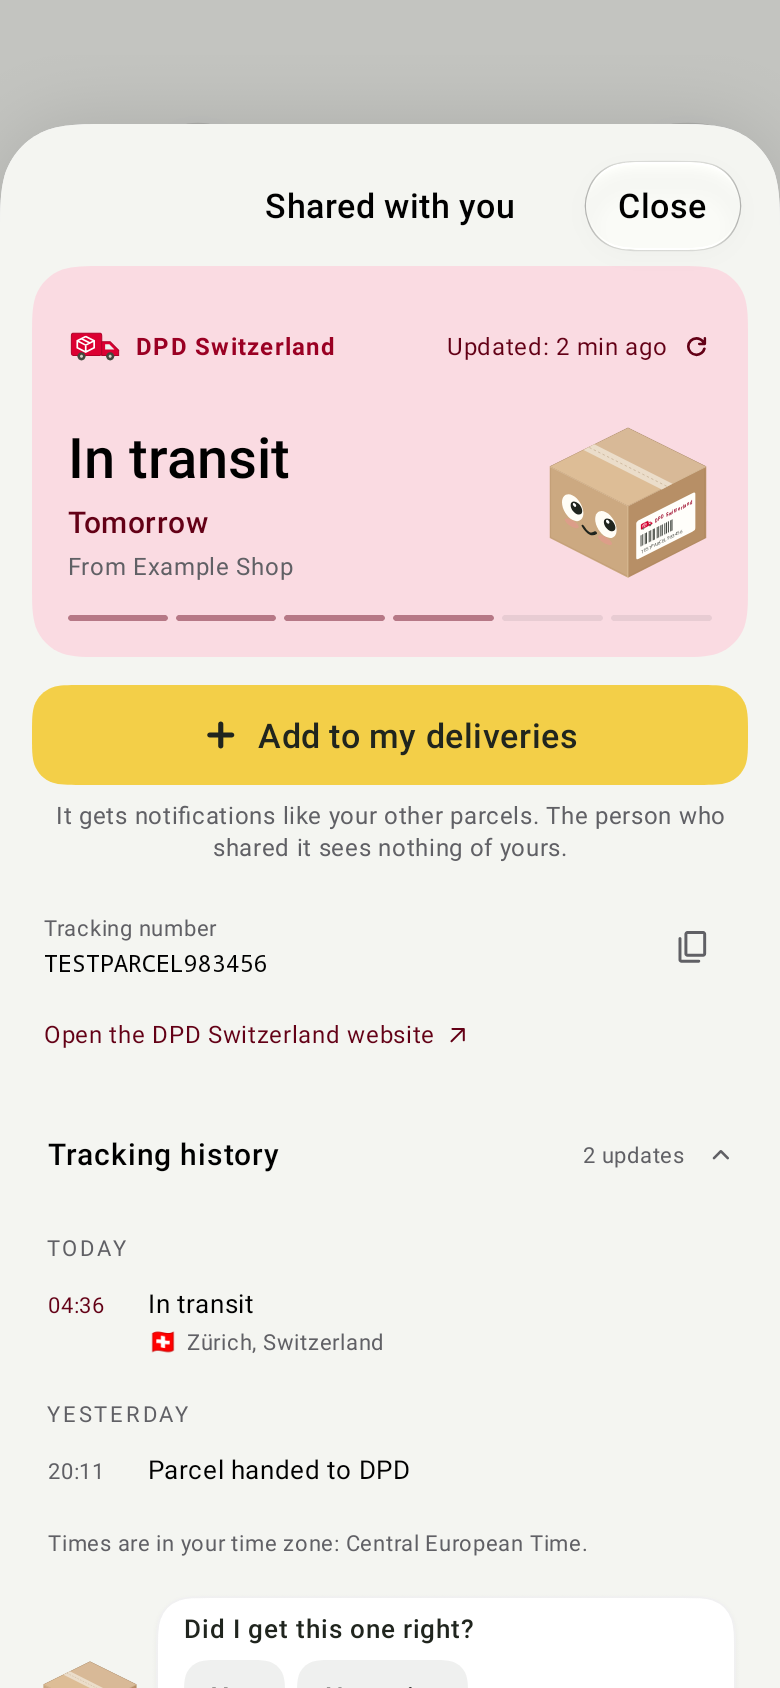 Shared with you
Close
DPD Switzerland
Updated: 2 min ago
In transit
Tomorrow
From Example Shop
DPD Switzerland
Add to my deliveries
It gets notifications like your other parcels. The person who
shared it sees nothing of yours.
Tracking number
TESTPARCEL983456
Open the DPD Switzerland website
Tracking history
2 updates
TODAY
04:36
In transit
Zürich, Switzerland
YESTERDAY
20:11
Parcel handed to DPD
Times are in your time zone: Central European Time.
Did I get this one right?